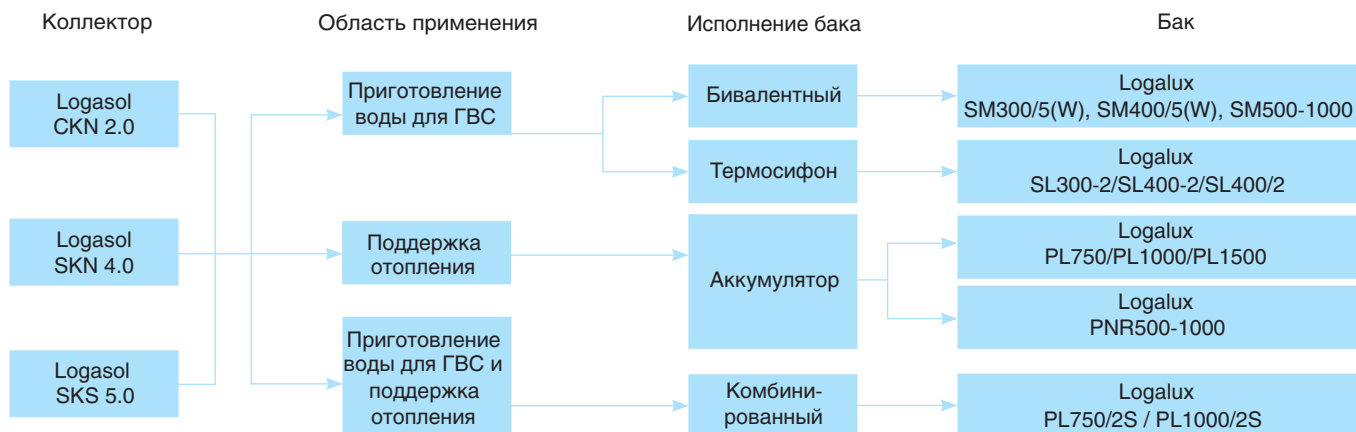 Коллектор
Область применения
Исполнение бака
Бак
Logasol
CKN 2.0
Logasol
SKN 4.0
Logasol
SKS 5.0
Приготовление
воды для ГВС
Поддержка
отопления
Приготовление
воды для ГВС и
поддержка
отопления
Бивалентный
Термосифон
Аккумулятор
Комбини-
рованный
Logalux
SM300/5(W), SM400/5(W), SM500-1000
Logalux
SL300-2/SL400-2/SL400/2
Logalux
PL750/PL1000/PL1500
Logalux
PNR500-1000
Logalux
PL750/2S / PL1000/2S